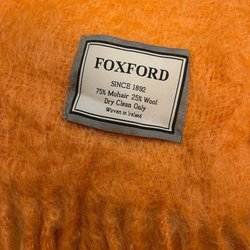 FOXFORD
SINCE 1892
75% Mohair 25% Wool
Dry Clean Only
Woven in Ireland